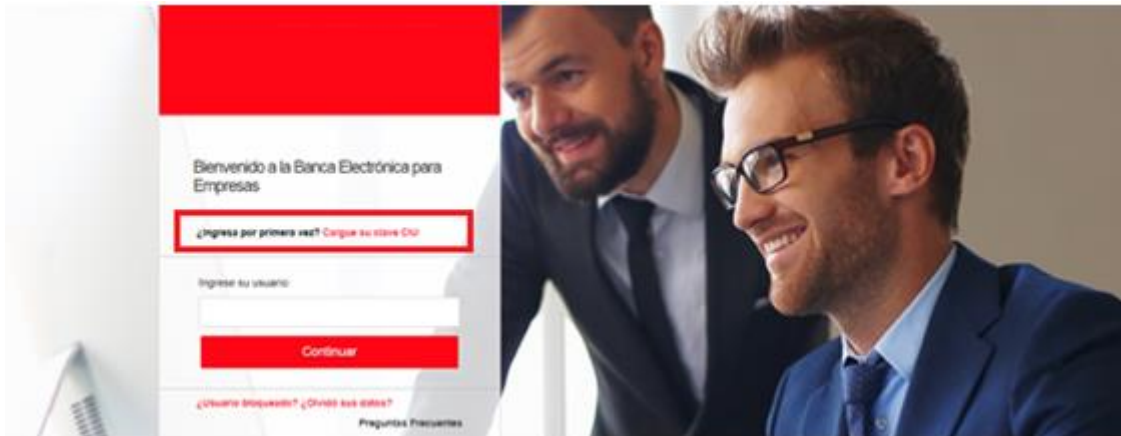 Bienvenido a la Banca Electrónica para
Empresas
¿Ingresa por primera vez? Cargue su clave CIU
Ingrese su usuario:
Continuar
¿Usuario bloqueado? ¿Olvidó sus datos?
Preguntas Frecuentes